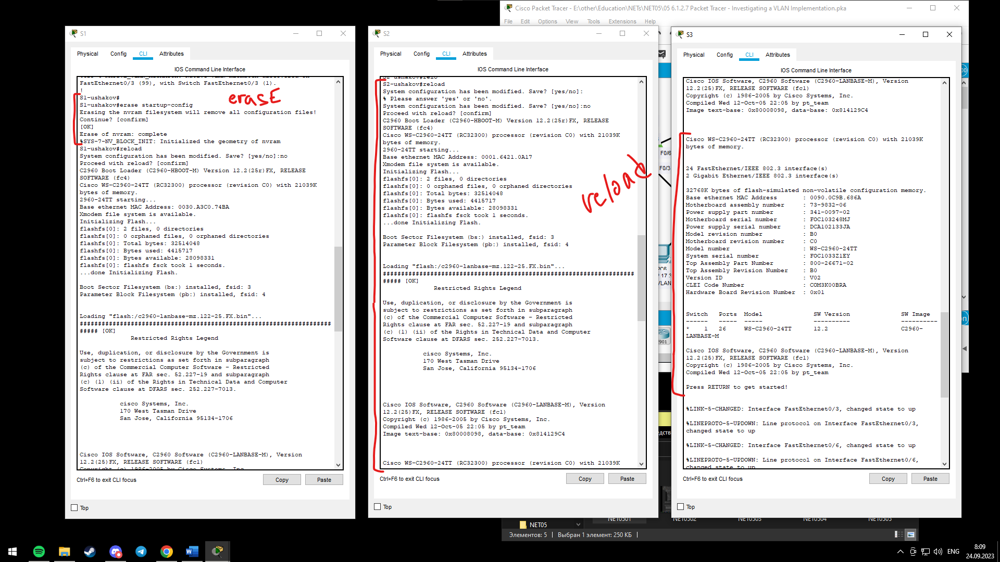 Cisco Packet Tracer - E:\other\Education\NETs\NET05\05 6.1.2.7 Packet Tracer - Investigating a VLAN Implementation.pka
File Edit Options View Tools Extensions Help
S1
Physical Config CLI Attributes
IOS Command Line Interface
FastEthernet0/3 (99), with Switch FastEthernet0/3 (1).
!
S1-ushakov#
S1-ushakov#erase startup-config
Erasing the nvram filesystem will remove all configuration files!
Continue? [confirm]
[OK]
Erase of nvram: complete
%SYS-7-NV_BLOCK_INIT: Initialized the geometry of nvram
S1-ushakov#reload
System configuration has been modified. Save? [yes/no]:no
Proceed with reload? [confirm]
C2960 Boot Loader (C2960-HBOOT-M) Version 12.2(25r)FX, RELEASE
SOFTWARE (fc4)
Cisco WS-C2960-24TT (RC32300) processor (revision C0) with 21039K
bytes of memory.
2960-24TT starting...
Base ethernet MAC Address: 0030.A3C0.74BA
Xmodem file system is available.
Initializing Flash...
flashfs[0]: 2 files, 0 directories
flashfs[0]: 0 orphaned files, 0 orphaned directories
flashfs[0]: Total bytes: 32514048
flashfs[0]: Bytes used: 4415717
flashfs[0]: Bytes available: 28098331
flashfs[0]: flashfs fsck took 1 seconds.
...done Initializing Flash.
Boot Sector Filesystem (bs:) installed, fsid: 3
Parameter Block Filesystem (pb:) installed, fsid: 4
Loading "flash:/c2960-lanbase-mz.122-25.FX.bin"...
#####################################################################
##### [OK]
Restricted Rights Legend
Use, duplication, or disclosure by the Government is
subject to restrictions as set forth in subparagraph
(c) of the Commercial Computer Software - Restricted
Rights clause at FAR sec. 52.227-19 and subparagraph
(c) (1) (ii) of the Rights in Technical Data and Computer
Software clause at DFARS sec. 252.227-7013.
cisco Systems, Inc.
170 West Tasman Drive
San Jose, California 95134-1706
Cisco IOS Software, C2960 Software (C2960-LANBASE-M), Version
12.2(25)FX, RELEASE SOFTWARE (fc1)
Copyright (c) 1986-2005 by Cisco Systems, Inc.
Ctrl+F6 to exit CLI focus
Copy Paste
Top
erasE
S2
Physical Config CLI Attributes
IOS Command Line Interface
S2-ushakov#relo
S2-ushakov#reload
System configuration has been modified. Save? [yes/no]:
% Please answer 'yes' or 'no'.
System configuration has been modified. Save? [yes/no]:no
Proceed with reload? [confirm]
C2960 Boot Loader (C2960-HBOOT-M) Version 12.2(25r)FX, RELEASE
SOFTWARE (fc4)
Cisco WS-C2960-24TT (RC32300) processor (revision C0) with 21039K
bytes of memory.
2960-24TT starting...
Base ethernet MAC Address: 0001.6421.0A17
Xmodem file system is available.
Initializing Flash...
flashfs[0]: 2 files, 0 directories
flashfs[0]: 0 orphaned files, 0 orphaned directories
flashfs[0]: Total bytes: 32514048
flashfs[0]: Bytes used: 4415717
flashfs[0]: Bytes available: 28098331
flashfs[0]: flashfs fsck took 1 seconds.
...done Initializing Flash.
Boot Sector Filesystem (bs:) installed, fsid: 3
Parameter Block Filesystem (pb:) installed, fsid: 4
Loading "flash:/c2960-lanbase-mz.122-25.FX.bin"...
#####################################################################
##### [OK]
Restricted Rights Legend
Use, duplication, or disclosure by the Government is
subject to restrictions as set forth in subparagraph
(c) of the Commercial Computer Software - Restricted
Rights clause at FAR sec. 52.227-19 and subparagraph
(c) (1) (ii) of the Rights in Technical Data and Computer
Software clause at DFARS sec. 252.227-7013.
cisco Systems, Inc.
170 West Tasman Drive
San Jose, California 95134-1706
Cisco IOS Software, C2960 Software (C2960-LANBASE-M), Version
12.2(25)FX, RELEASE SOFTWARE (fc1)
Copyright (c) 1986-2005 by Cisco Systems, Inc.
Compiled Wed 12-Oct-05 22:05 by pt_team
Image text-base: 0x80008098, data-base: 0x814129C4
Cisco WS-C2960-24TT (RC32300) processor (revision C0) with 21039K
Ctrl+F6 to exit CLI focus
Copy Paste
Top
reload
F0/6
F0/3
S3
Physical Config CLI Attributes
IOS Command Line Interface
Cisco IOS Software, C2960 Software (C2960-LANBASE-M), Version
12.2(25)FX, RELEASE SOFTWARE (fc1)
Copyright (c) 1986-2005 by Cisco Systems, Inc.
Compiled Wed 12-Oct-05 22:05 by pt_team
Image text-base: 0x80008098, data-base: 0x814129C4
Cisco WS-C2960-24TT (RC32300) processor (revision C0) with 21039K
bytes of memory.
24 FastEthernet/IEEE 802.3 interface(s)
2 Gigabit Ethernet/IEEE 802.3 interface(s)
32768K bytes of flash-simulated non-volatile configuration memory.
Base ethernet MAC Address : 0090.0C9B.686A
Motherboard assembly number : 73-9832-06
Power supply part number : 341-0097-02
Motherboard serial number : FOC103248MJ
Power supply serial number : DCA102133JA
Model revision number : B0
Motherboard revision number : C0
Model number : WS-C2960-24TT
System serial number : FOC1033Z1EY
Top Assembly Part Number : 800-26671-02
Top Assembly Revision Number : B0
Version ID : V02
CLEI Code Number : COM3K00BRA
Hardware Board Revision Number : 0x01
Switch Ports Model SW Version SW Image
------ ----- ----- ---------- ----------
* 1 26 WS-C2960-24TT 12.2 C2960-
LANBASE-M
Cisco IOS Software, C2960 Software (C2960-LANBASE-M), Version
12.2(25)FX, RELEASE SOFTWARE (fc1)
Copyright (c) 1986-2005 by Cisco Systems, Inc.
Compiled Wed 12-Oct-05 22:05 by pt_team
Press RETURN to get started!
%LINK-5-CHANGED: Interface FastEthernet0/3, changed state to up
%LINEPROTO-5-UPDOWN: Line protocol on Interface FastEthernet0/3,
changed state to up
%LINK-5-CHANGED: Interface FastEthernet0/6, changed state to up
%LINEPROTO-5-UPDOWN: Line protocol on Interface FastEthernet0/6,
changed state to up
Ctrl+F6 to exit CLI focus
Copy Paste
Top
NET05
NET0501 NET0502 NET0503 NET0504 NET0505
Элементов: 5 Выбран 1 элемент: 250 КБ
ENG
8:09
24.09.2023